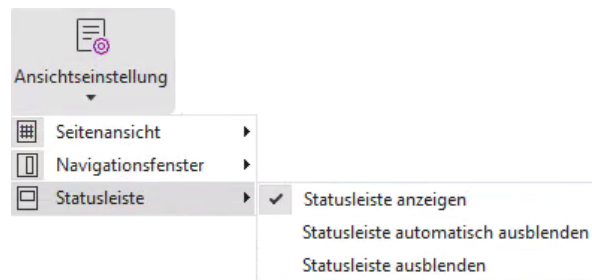 Ansichtseinstellung
Seitenansicht
Navigationsfenster
Statusleiste
Statusleiste anzeigen
Statusleiste automatisch ausblenden
Statusleiste ausblenden